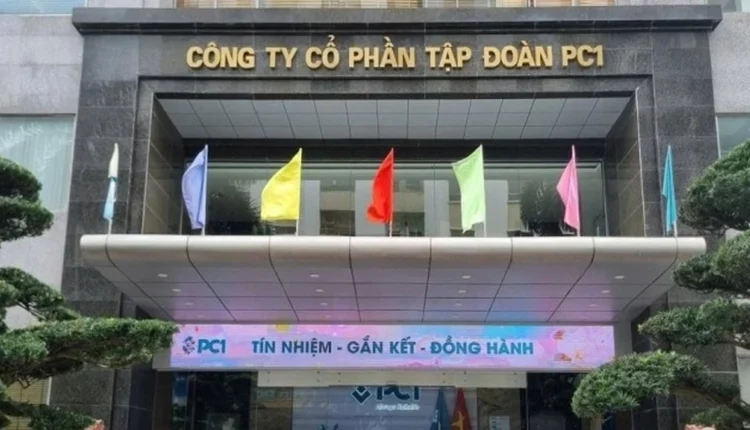 CÔNG TY CỔ PHẦN TẬP ĐOÀN PC1
PC1 TÍN NHIỆM - GẮN KẾT - ĐỒNG HÀNH
PC1